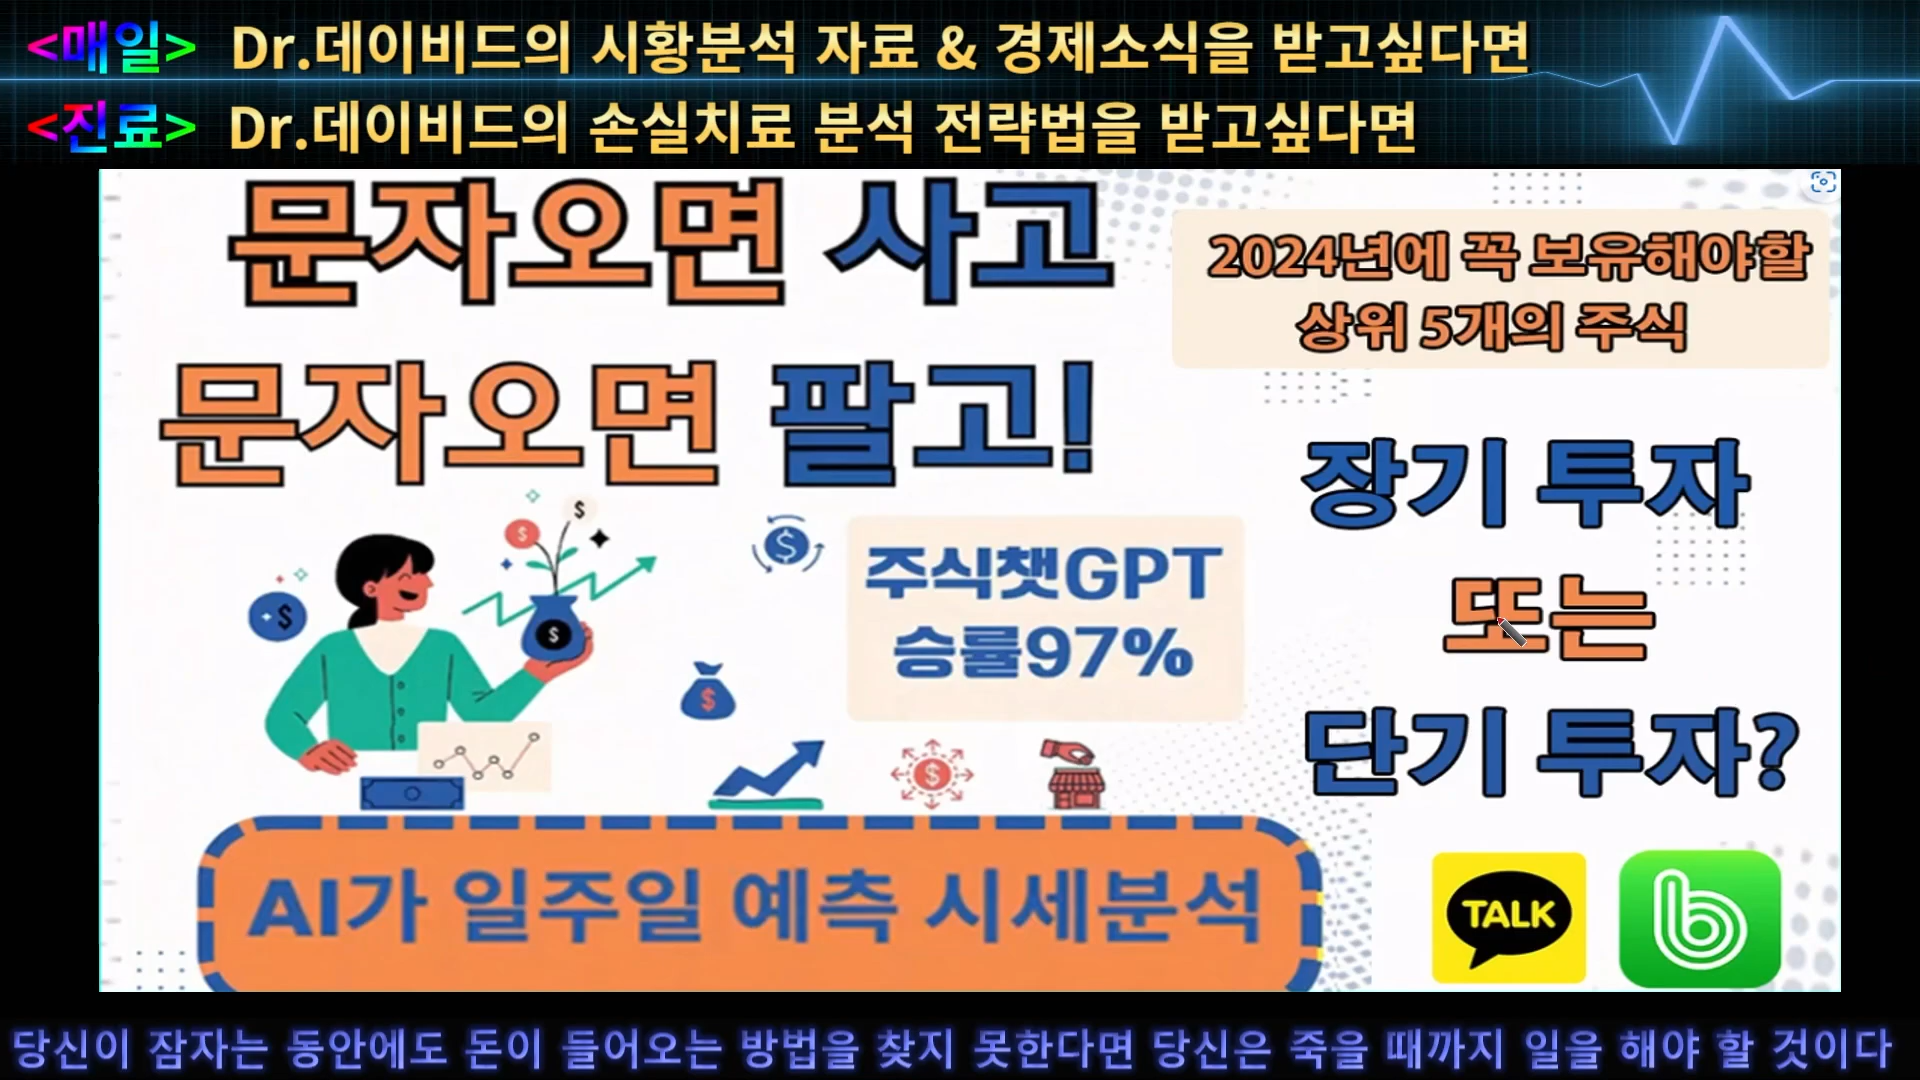 <매일> Dr.데이비드의 시황분석 자료 & 경제소식을 받고싶다면
<진료> Dr.데이비드의 손실치료 분석 전략법을 받고싶다면
문자오면 사고
문자오면 팔고!
2024년에 꼭 보유해야할
상위 5개의 주식
장기 투자
또는
단기 투자?
주식챗GPT
승률97%
AI가 일주일 예측 시세분석
TALK
당신이 잠자는 동안에도 돈이 들어오는 방법을 찾지 못한다면 당신은 죽을 때까지 일을 해야 할 것이다